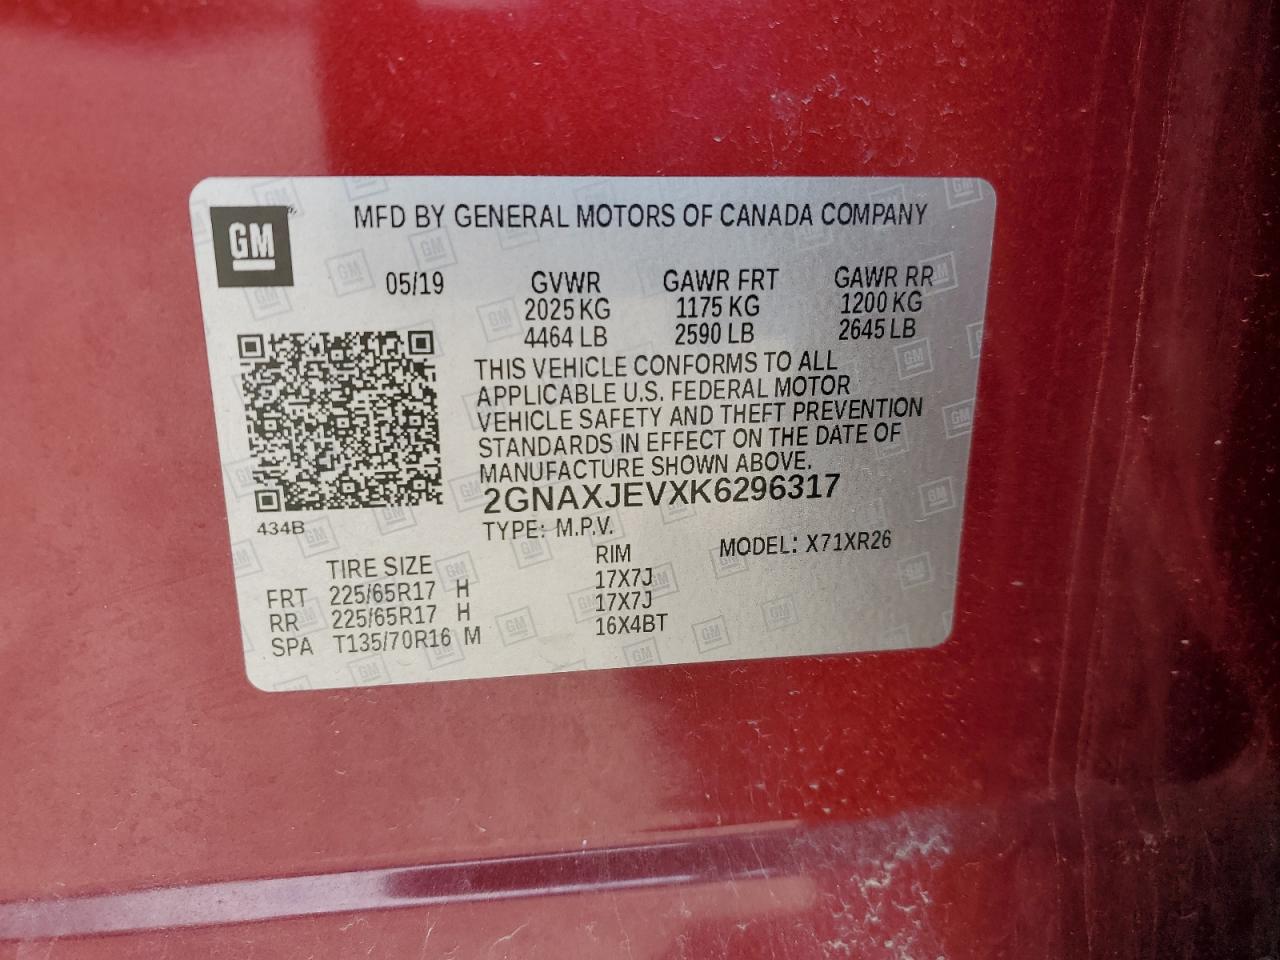 GM
MFD BY GENERAL MOTORS OF CANADA COMPANY
05/19 GVWR GAWR FRT GAWR RR
2025 KG 1175 KG 1200 KG
4464 LB 2590 LB 2645 LB
THIS VEHICLE CONFORMS TO ALL
APPLICABLE U.S. FEDERAL MOTOR
VEHICLE SAFETY AND THEFT PREVENTION
STANDARDS IN EFFECT ON THE DATE OF
MANUFACTURE SHOWN ABOVE.
2GNAXJEVXK6296317
434B
TYPE: M.P.V. MODEL: X71XR26
TIRE SIZE RIM
FRT 225/65R17 H 17X7J
RR 225/65R17 H 17X7J
SPA T135/70R16 M 16X4BT